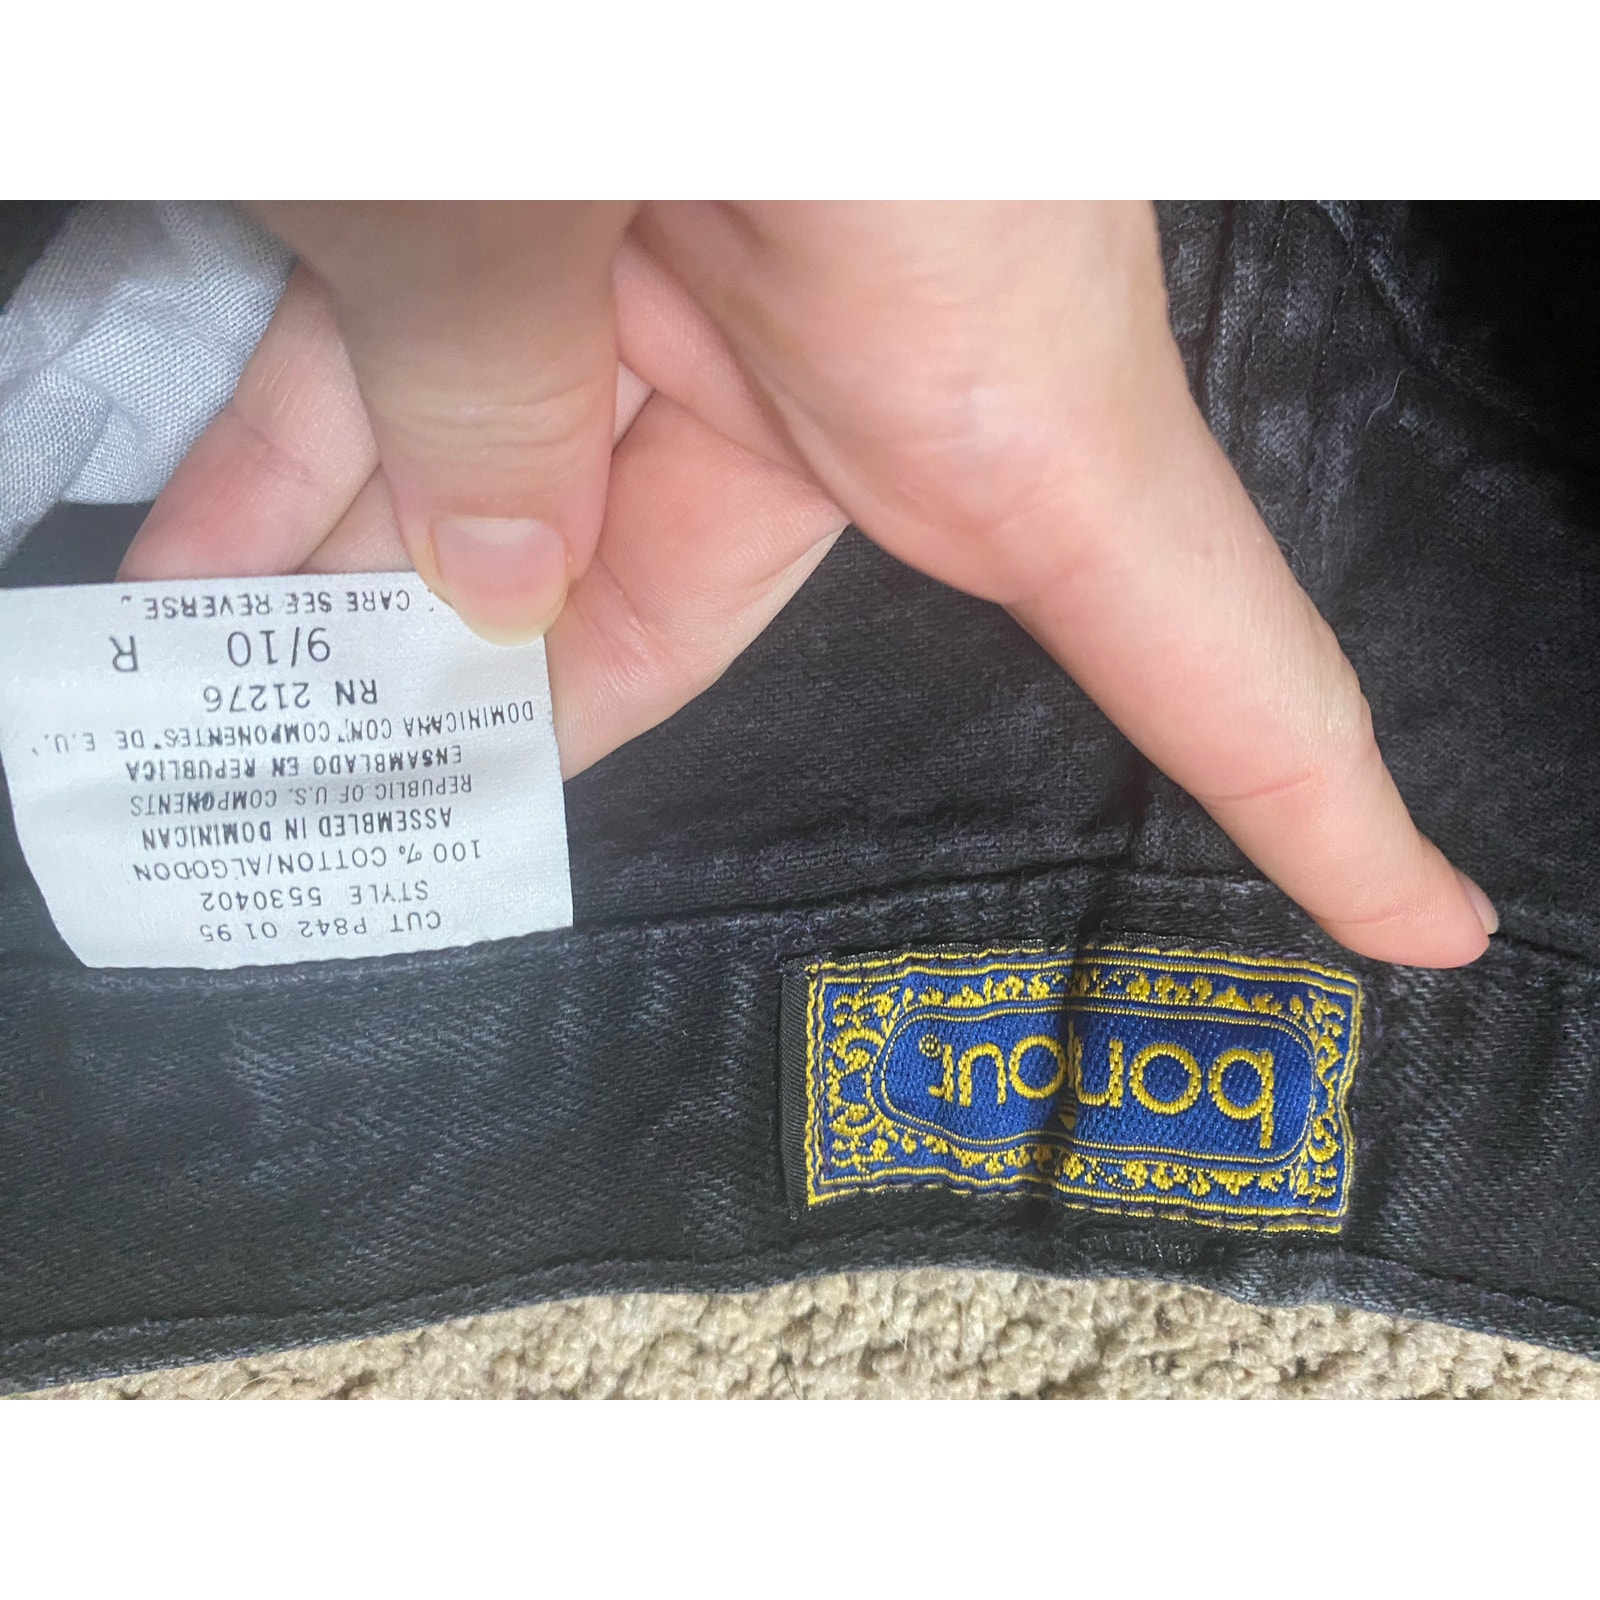 CUT P842 01 95
STYLE 5530402
100 % COTTON/ALGODON
ASSEMBLED IN DOMINICAN
REPUBLIC OF U.S. COMPONENTS
ENSAMBLADO EN REPUBLICA
DOMINICANA CON "COMPONENTES" DE E.U.
RN 21276
9/10 R
CARE SEE REVERSE
bonjour®